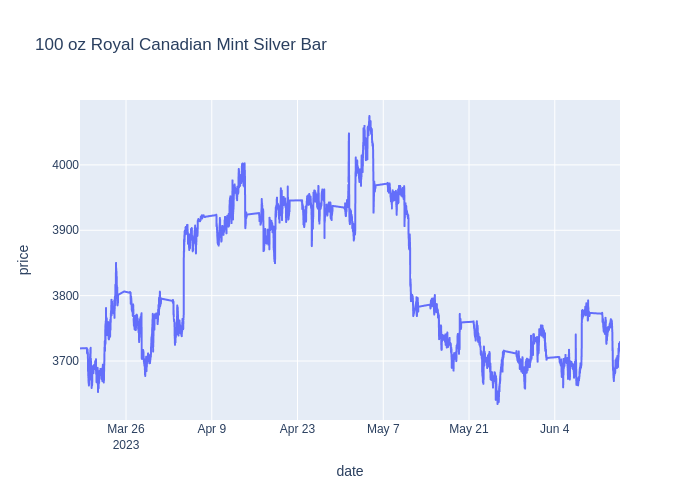 100 oz Royal Canadian Mint Silver Bar
price
4000
3900
3800
3700
Mar 26
2023
Apr 9
Apr 23
May 7
May 21
Jun 4
date